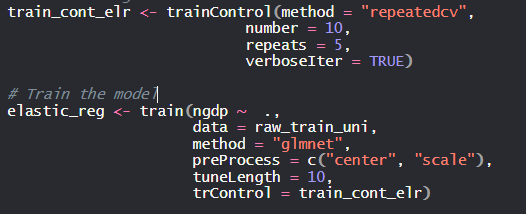 train_cont_elr <- trainControl(method = "repeatedcv",
                               number = 10,
                               repeats = 5,
                               verboseIter = TRUE)
# Train the model
elastic_reg <- train(ngdp ~  .,
                        data = raw_train_uni,
                        method = "glmnet",
                        preProcess = c("center", "scale"),
                        tuneLength = 10,
                        trControl = train_cont_elr)